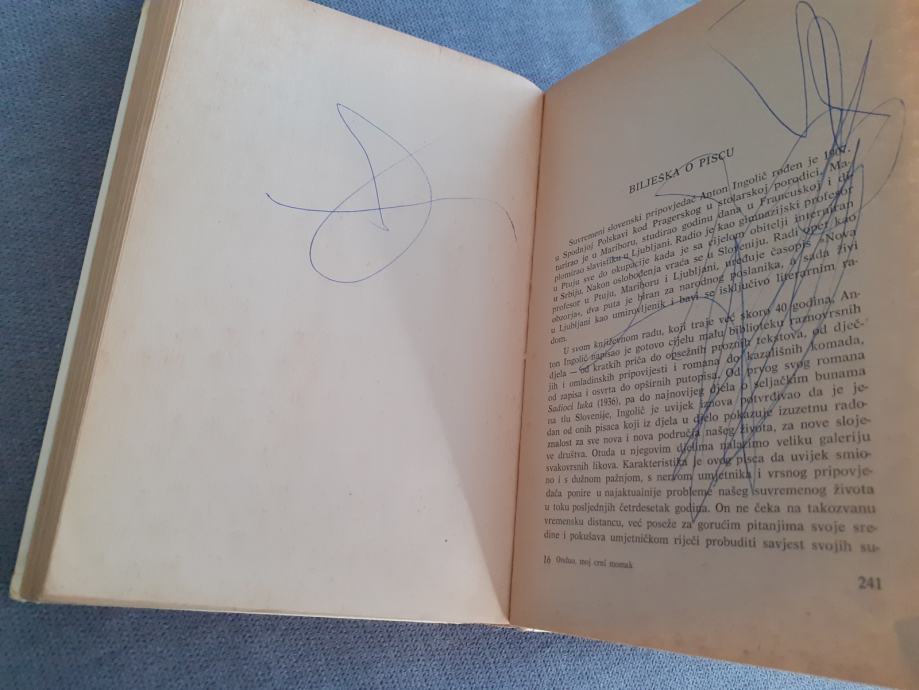 BILJEŠKA O PISCU
Suvremeni slovenski pripovjedač Anton Ingolič rođen je 1907.
u Spodnjoj Polskavi kod Pragerskog u stolarskoj porodici. Ma-
turirao je u Mariboru, studirao godinu dana u Francuskoj i di-
plomirao slavistiku u Ljubljani. Radio je kao gimnazijski profesor
u Ptuju sve do okupacije kada je sa cijelom obitelji interniran
u Srbiju. Nakon oslobođenja vraća se u Sloveniju. Radi opet kao
profesor u Ptuju, Mariboru i Ljubljani, uređuje časopis »Nova
obzorja«, dva puta je biran za narodnog poslanika, a sada živi
u Ljubljani kao umirovljenik i bavi se isključivo literarnim ra-
dom.
U svom književnom radu, koji traje već skoro 40 godina, An-
ton Ingolič napisao je gotovo cijelu malu biblioteku raznovrsnih
djela — od kratkih priča do opsežnih proznih tekstova, od dječ-
jih i omladinskih pripovijesti i romana do kazališnih komada,
od zapisa i osvrta do opširnih putopisa. Od prvog svog romana
Sadioci luka (1936), pa do najnovijeg djela o seljačkim bunama
na tlu Slovenije, Ingolič je uvijek iznova potvrđivao da je je-
dan od onih pisaca koji iz djela u djelo pokazuje izuzetnu rado-
znalost za sve nova i nova područja našeg života, za nove sloje-
ve društva. Otuda u njegovim djelima nalazimo veliku galeriju
svakovrsnih likova. Karakteristika je ovog pisca da uvijek smio-
no i s dužnom pažnjom, s nervom umjetnika i vrsnog pripovje-
dača ponire u najaktualnije probleme našeg suvremenog života
u toku posljednjih četrdesetak godina. On ne čeka na takozvanu
vremensku distancu, već poseže za gorućim pitanjima svoje sre-
dine i pokušava umjetničkom riječi probuditi savjest svojih su-
16 Onduo, moj crni momak
241